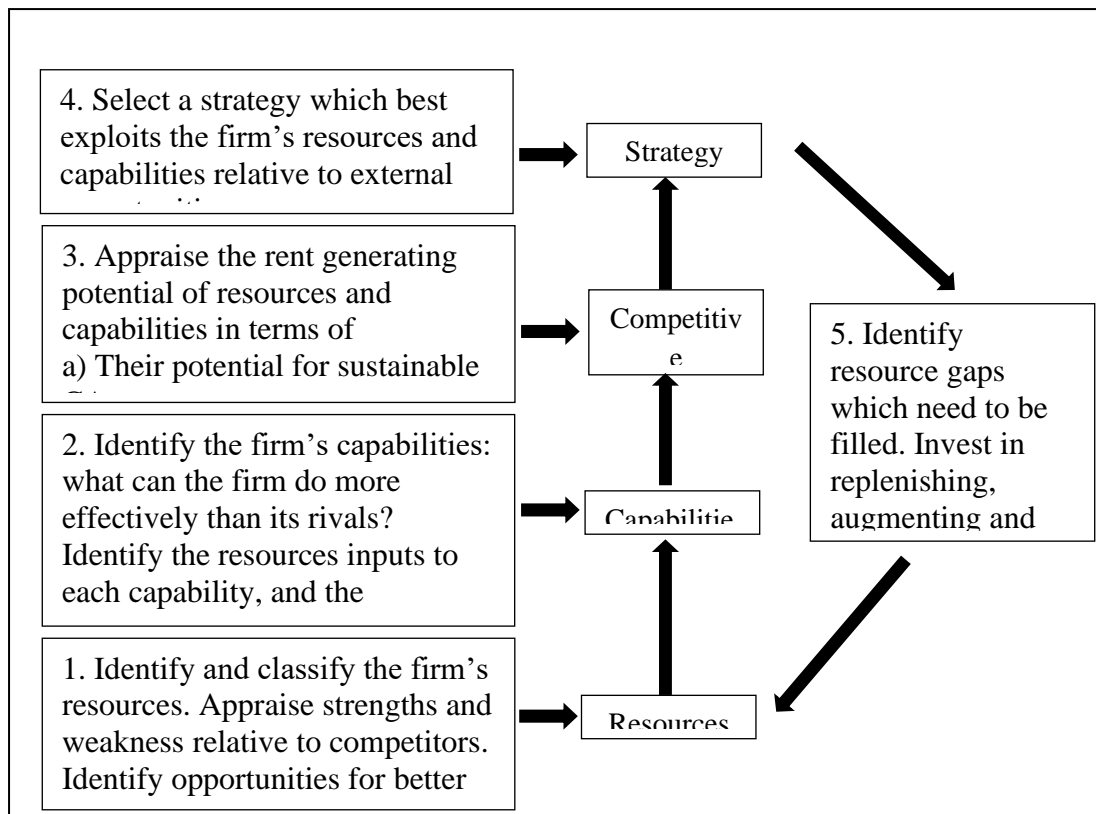 4. Select a strategy which best
exploits the firm's resources and
capabilities relative to external
Strategy
3. Appraise the rent generating
potential of resources and
capabilities in terms of
a) Their potential for sustainable
Competitiv
e
5. Identify
resource gaps
which need to be
filled. Invest in
replenishing,
augmenting and
2. Identify the firm's capabilities:
what can the firm do more
effectively than its rivals?
Identify the resources inputs to
each capability, and the
Capabilitie
1. Identify and classify the firm's
resources. Appraise strengths and
weakness relative to competitors.
Identify opportunities for better
Resources